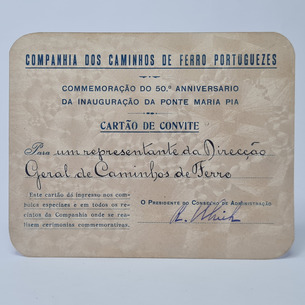 COMPANHIA DOS CAMINHOS DE FERRO PORTUGUEZES
COMMEMORAÇÃO DO 50.º ANNIVERSÁRIO
DA INAUGURAÇÃO DA PONTE MARIA PIA
CARTÃO DE CONVITE
Para um representante da Direcção
Geral de Caminhos de Ferro
Este cartão dá ingresso nos com-
boios especiaes e em todos os re-
cintos da Companhia onde se rea-
lisem cerimonias commemorativas.
O PRESIDENTE DO CONSELHO DE ADMINISTRAÇÃO